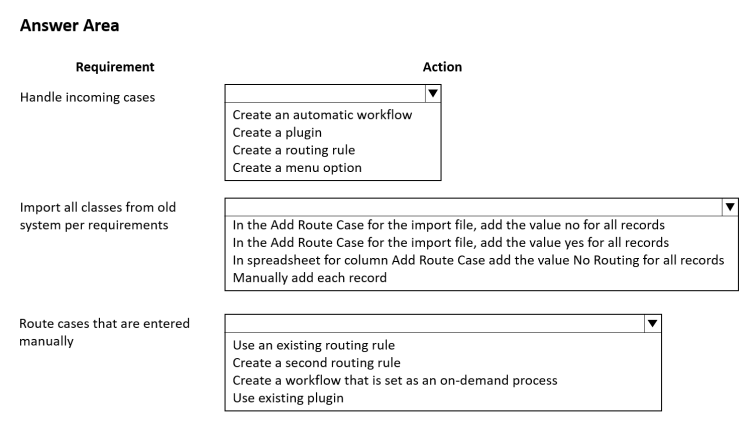 Answer Area
Requirement
Action
Handle incoming cases
Create an automatic workflow
Create a plugin
Create a routing rule
Create a menu option
Import all classes from old
system per requirements
In the Add Route Case for the import file, add the value no for all records
In the Add Route Case for the import file, add the value yes for all records
In spreadsheet for column Add Route Case add the value No Routing for all records
Manually add each record
Route cases that are entered
manually
Use an existing routing rule
Create a second routing rule
Create a workflow that is set as an on-demand process
Use existing plugin